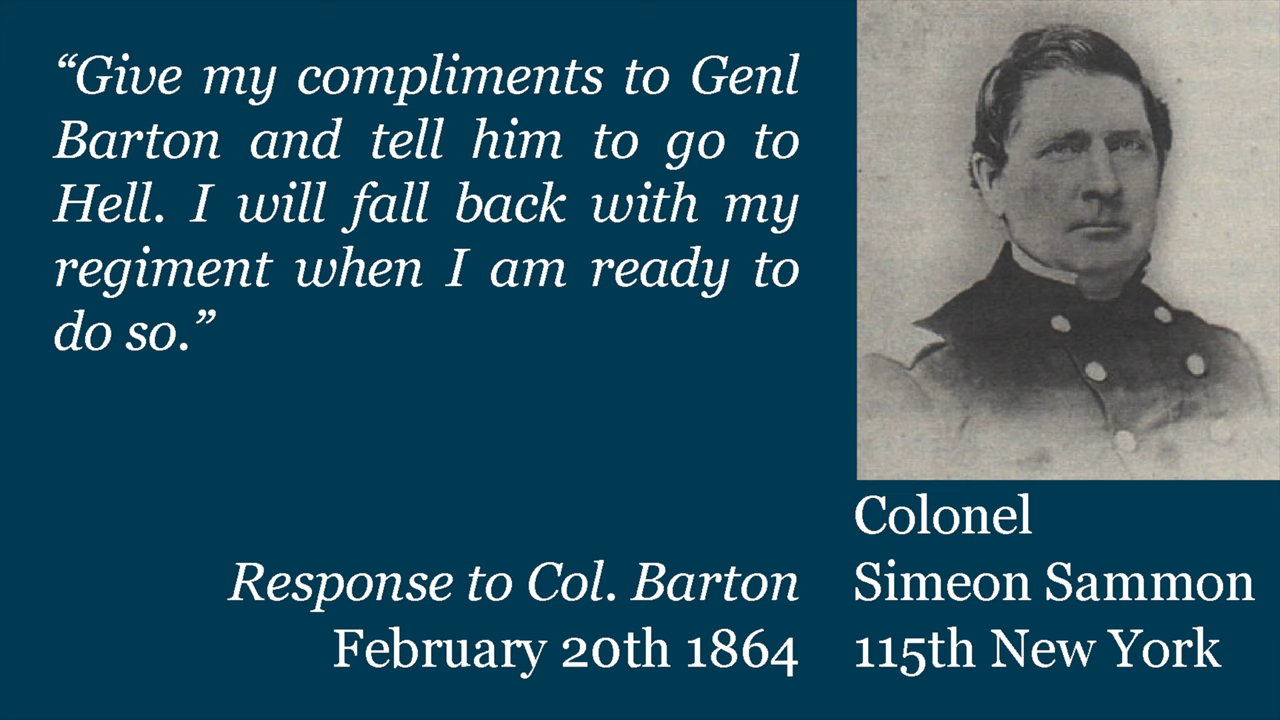 “Give my compliments to Genl
Barton and tell him to go to
Hell. I will fall back with my
regiment when I am ready to
do so.”
Response to Col. Barton
February 20th 1864
Colonel
Simeon Sammon
115th New York